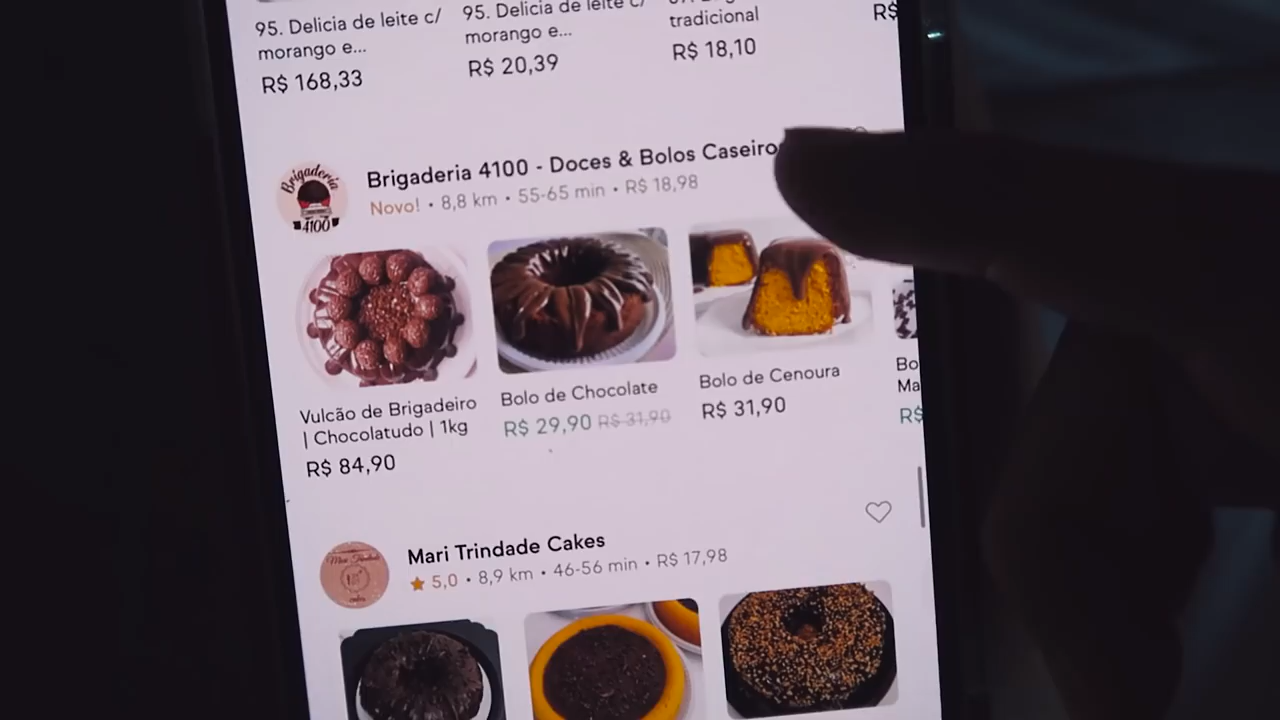 95. Delicia de leite c/
morango e...
R$ 168,33
95. Delicia de leite c/
morango e...
R$ 20,39
tradicional
R$ 18,10
R$
Brigaderia
4100
Brigaderia 4100 - Doces & Bolos Caseiro
Novo! • 8,8 km • 55-65 min • R$ 18,98
Vulcão de Brigadeiro
| Chocolatudo | 1kg
R$ 84,90
Bolo de Chocolate
R$ 29,90 R$ 31,90
Bolo de Cenoura
R$ 31,90
Bo
Ma
R$
Mari Trindade Cakes
5,0 • 8,9 km • 46-56 min • R$ 17,98